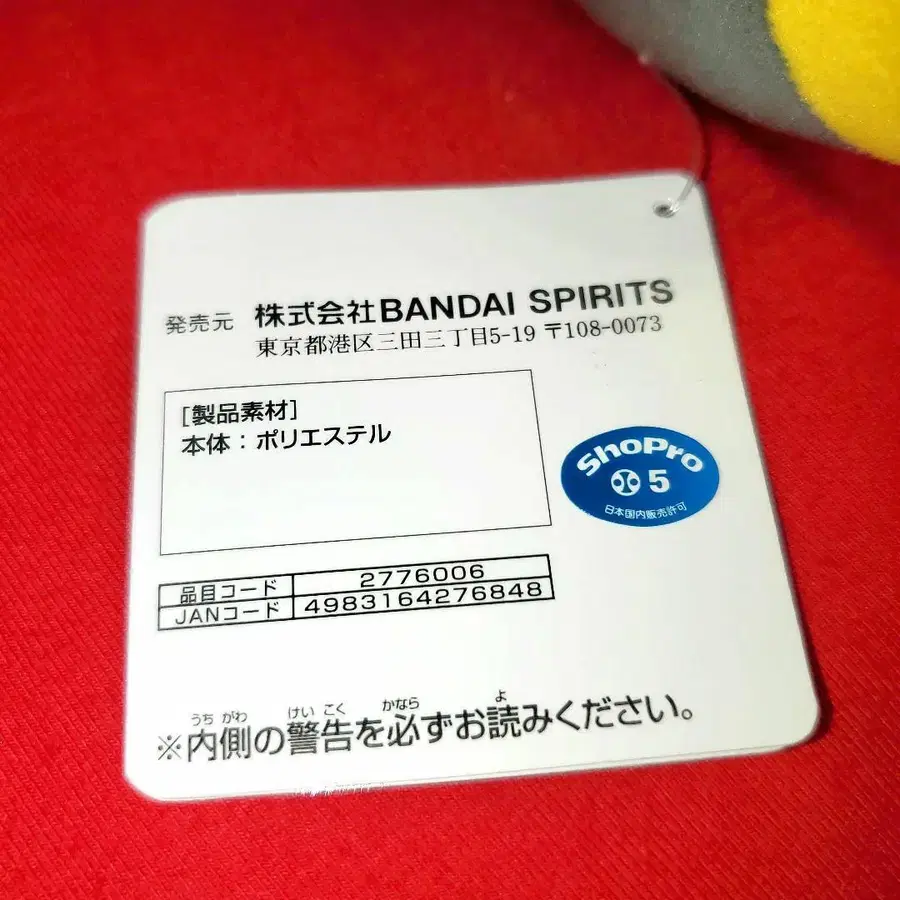 発売元 株式会社BANDAI SPIRITS
東京都港区三田三丁目5-19 〒108-0073
[製品素材]
本体：ポリエステル
ShoPro
5
日本国内販売許可
品目コード 2776006
JANコード 4983164276848
うち がわ けい こく かなら よ
※内側の警告を必ずお読みください。